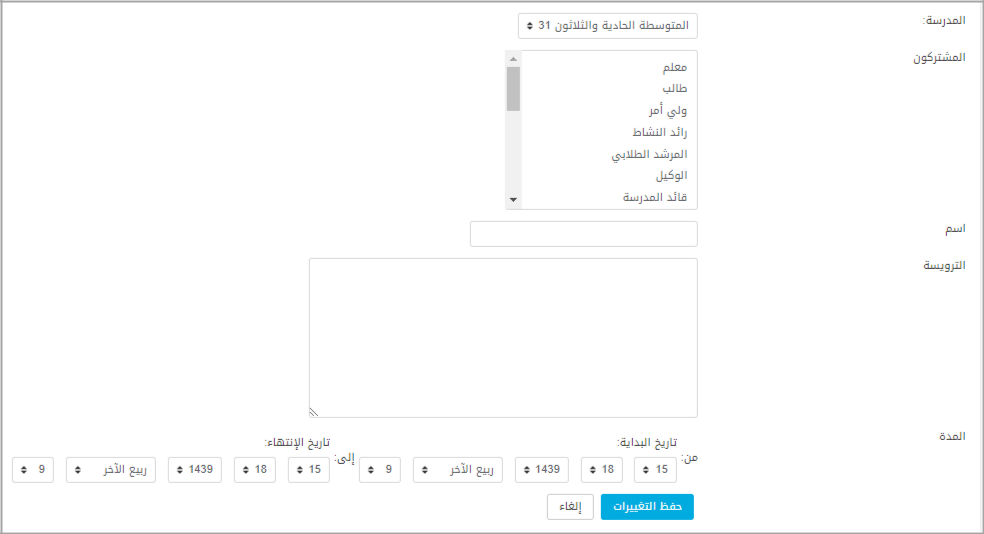 المدرسة:
المتوسطة الحادية والثلاثون 31
المشتركون
معلم
طالب
ولي أمر
رائد النشاط
المرشد الطلابي
الوكيل
قائد المدرسة
اسم
الترويسة
المدة
تاريخ البداية:
من: 15 18 1439 ربيع الآخر 9
تاريخ الإنتهاء:
إلى: 15 18 1439 ربيع الآخر 9
حفظ التغييرات
إلغاء